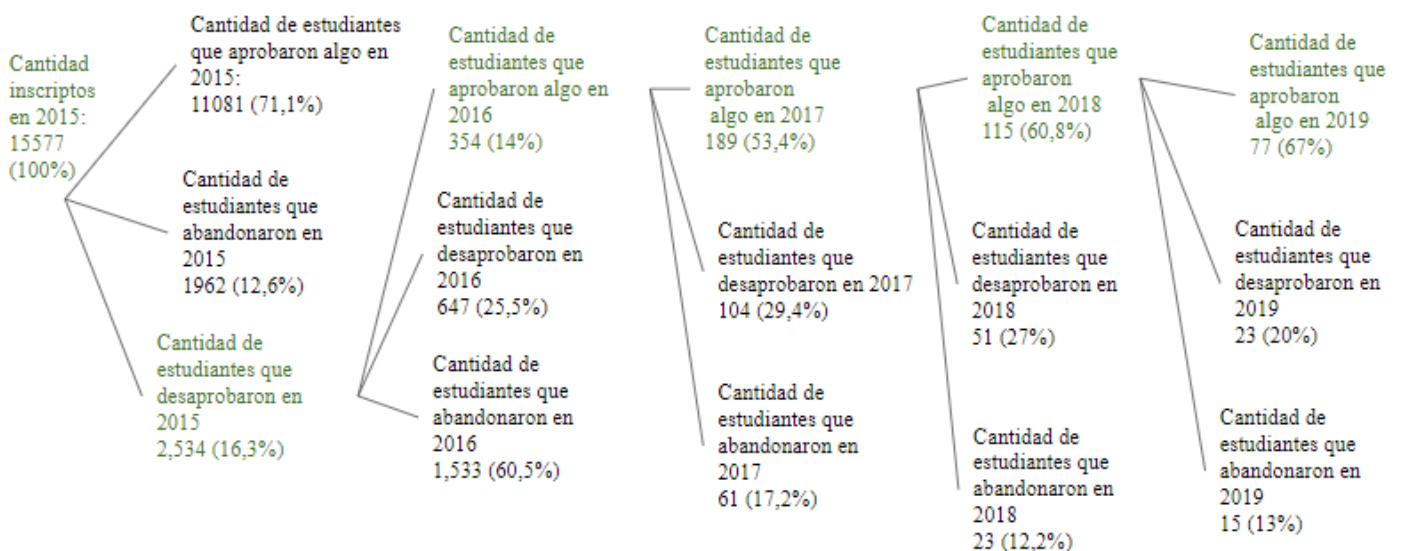 Cantidad
inscriptos
en 2015:
15577
(100%)
Cantidad de estudiantes
que aprobaron algo en
2015:
11081 (71,1%)
Cantidad de
estudiantes que
abandonaron en
2015
1962 (12,6%)
Cantidad de
estudiantes que
desaprobaron en
2015
2,534 (16,3%)
Cantidad de
estudiantes que
aprobaron algo en
2016
354 (14%)
Cantidad de
estudiantes que
desaprobaron en
2016
647 (25,5%)
Cantidad de
estudiantes que
abandonaron en
2016
1,533 (60,5%)
Cantidad de
estudiantes que
aprobaron
algo en 2017
189 (53,4%)
Cantidad de
estudiantes que
desaprobaron en 2017
104 (29,4%)
Cantidad de
estudiantes que
abandonaron en
2017
61 (17,2%)
Cantidad de
estudiantes que
aprobaron
algo en 2018
115 (60,8%)
Cantidad de
estudiantes que
desaprobaron en
2018
51 (27%)
Cantidad de
estudiantes que
abandonaron en
2018
23 (12,2%)
Cantidad de
estudiantes que
aprobaron
algo en 2019
77 (67%)
Cantidad de
estudiantes que
desaprobaron en
2019
23 (20%)
Cantidad de
estudiantes que
abandonaron en
2019
15 (13%)